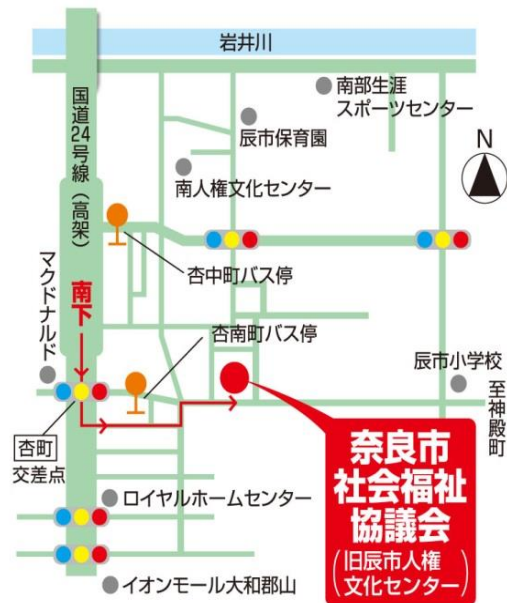 岩井川
国道24号線（高架）
南部生涯
スポーツセンター
辰市保育園
N
南人権文化センター
杏中町バス停
南下
マクドナルド
杏南町バス停
辰市小学校
至神殿町
杏町
交差点
奈良市
社会福祉
協議会
（旧辰市人権
文化センター）
ロイヤルホームセンター
イオンモール大和郡山